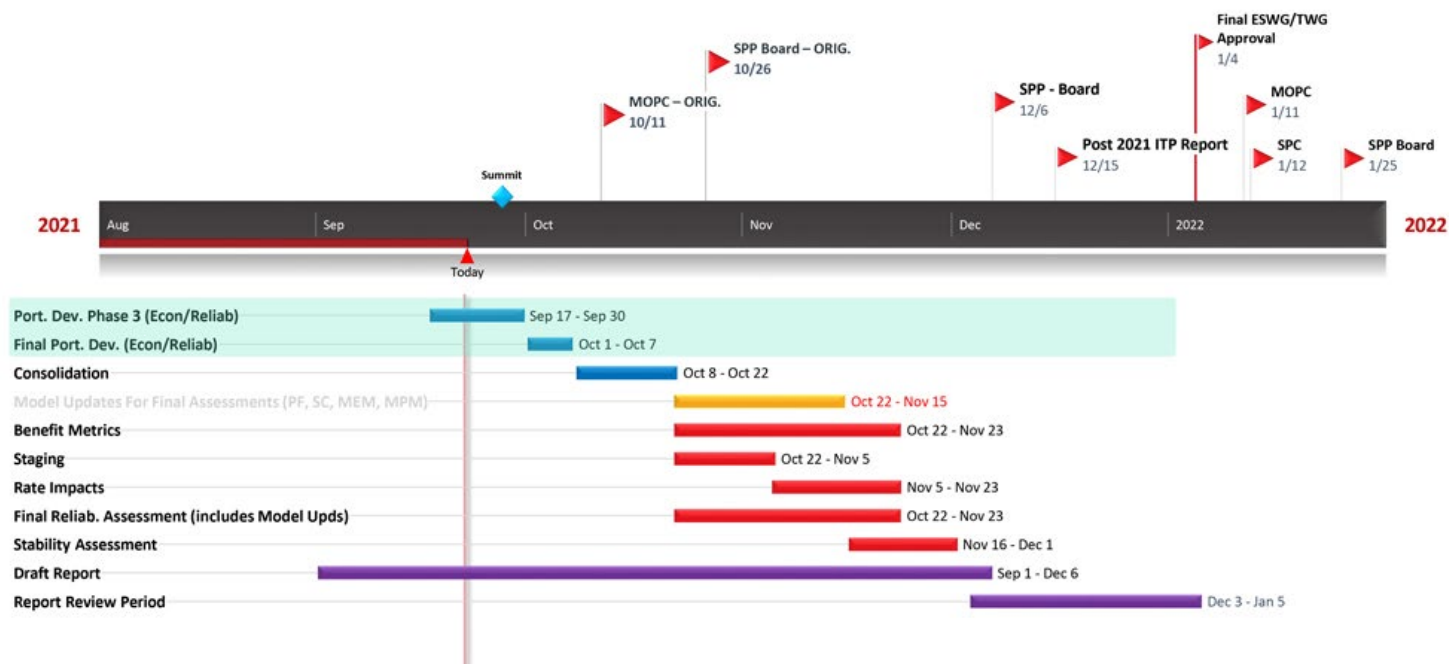 Final ESWG/TWG
Approval
1/4
SPP Board – ORIG.
10/26
SPP - Board
12/6
MOPC
1/11
MOPC – ORIG.
10/11
Post 2021 ITP Report
12/15
SPC
1/12
SPP Board
1/25
Summit
2021
Aug
Sep
Oct
Nov
Dec
2022
2022
Today
Port. Dev. Phase 3 (Econ/Reliab)
Sep 17 - Sep 30
Final Port. Dev. (Econ/Reliab)
Oct 1 - Oct 7
Consolidation
Oct 8 - Oct 22
Model Updates For Final Assessments (PF, SC, MEM, MPM)
Oct 22 - Nov 15
Benefit Metrics
Oct 22 - Nov 23
Staging
Oct 22 - Nov 5
Rate Impacts
Nov 5 - Nov 23
Final Reliab. Assessment (includes Model Upds)
Oct 22 - Nov 23
Stability Assessment
Nov 16 - Dec 1
Draft Report
Sep 1 - Dec 6
Report Review Period
Dec 3 - Jan 5